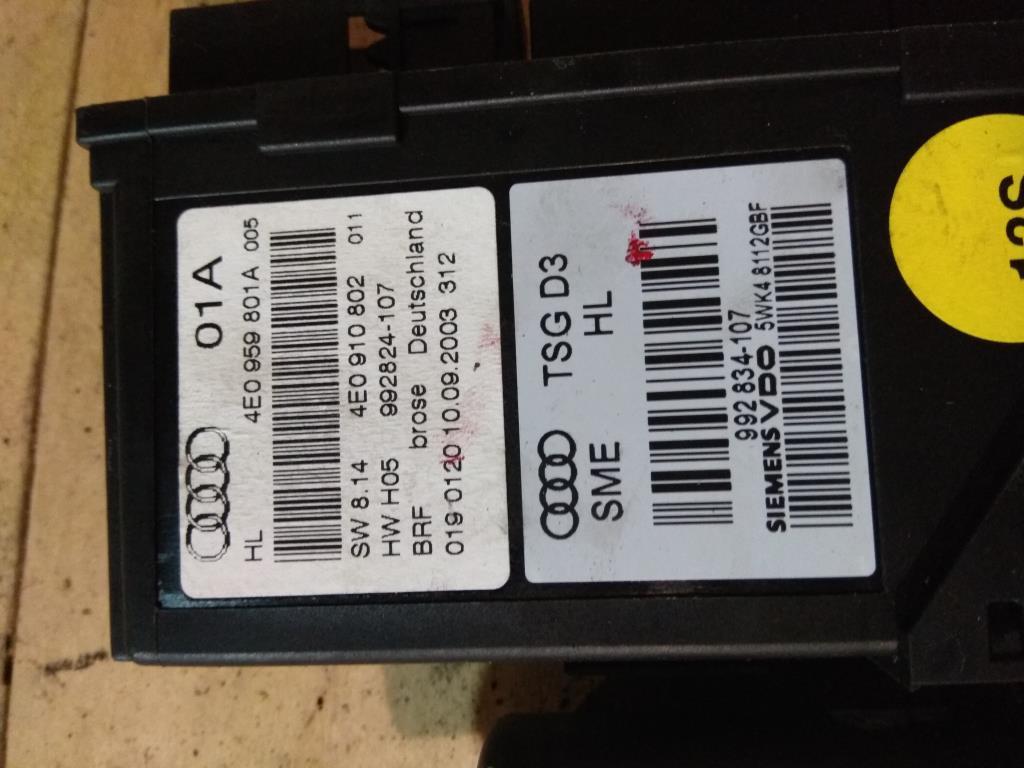 01A
HL 4E0 959 801A 005
SW 8.14 4E0 910 802 011
HW H05 992824-107
BRF brose Deutschland
019 0120 10.09.2003 312
TSG D3
SME HL
992 834-107
SIEMENS VDO 5WK4 8112GBF